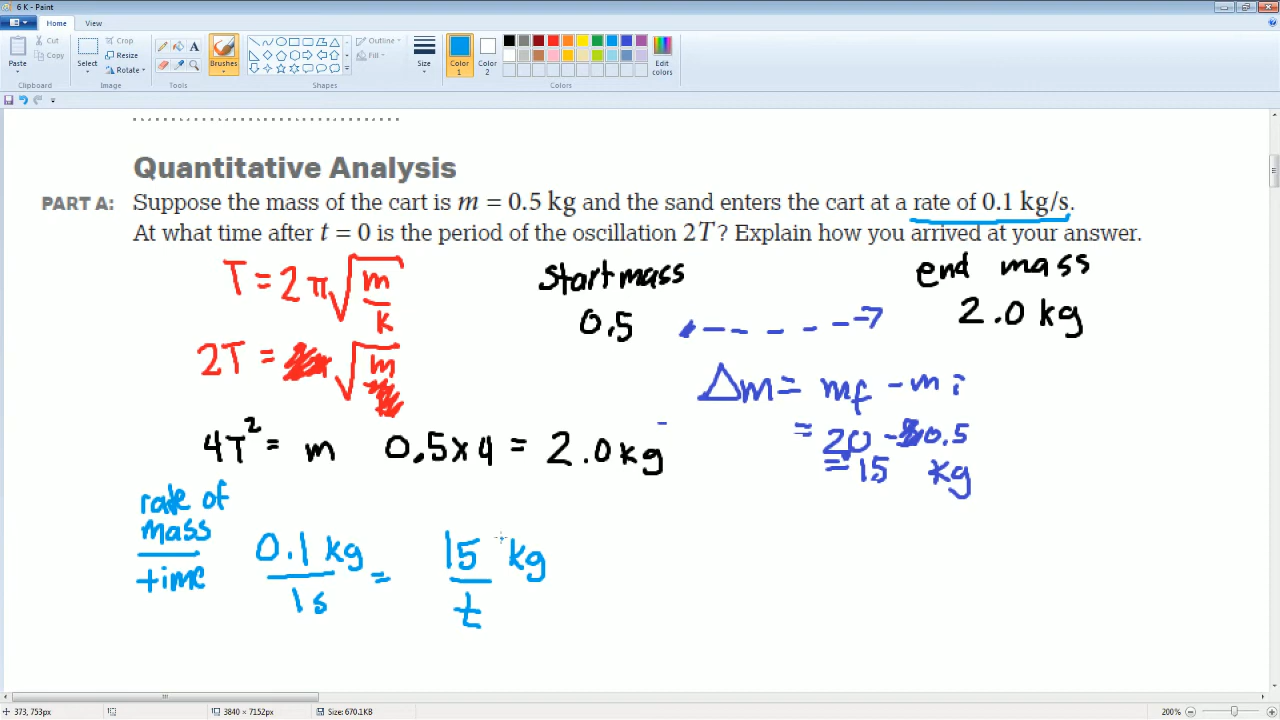 6 K - Paint
Home View
Paste
Cut
Copy
Clipboard
Select
Crop
Resize
Rotate
Image
A
Tools
Brushes
Outline
Fill
Shapes
Size
Color 1
Color 2
Edit colors
Colors
Quantitative Analysis
PART A: Suppose the mass of the cart is m = 0.5 kg and the sand enters the cart at a rate of 0.1 kg/s.
At what time after t = 0 is the period of the oscillation 2T? Explain how you arrived at your answer.
T = 2π√m/k
start mass
0.5
end mass
2.0 kg
2T = √m
Δm = mf - mi
= 20 - 0.5
= 15 kg
4T² = m 0.5x4 = 2.0kg
rate of
mass
time
0.1 kg
1s
=
15 kg
t
373, 753px
3840 × 7152px
Size: 670.1KB
200%